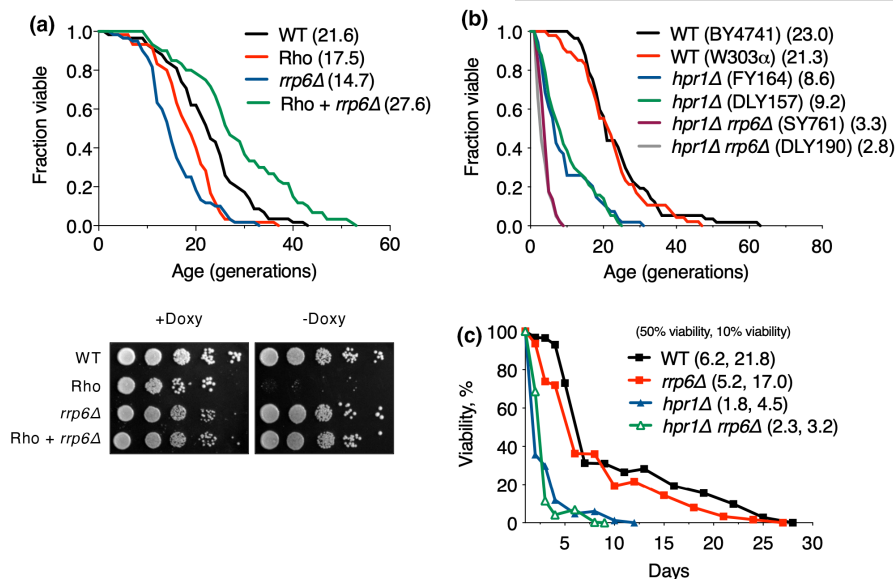 (a)
WT (21.6)
Rho (17.5)
rrp6Δ (14.7)
Rho + rrp6Δ (27.6)
Fraction viable
1.0
0.8
0.6
0.4
0.2
0.0
0 20 40 60
Age (generations)
(b)
WT (BY4741) (23.0)
WT (W303α) (21.3)
hpr1Δ (FY164) (8.6)
hpr1Δ (DLY157) (9.2)
hpr1Δ rrp6Δ (SY761) (3.3)
hpr1Δ rrp6Δ (DLY190) (2.8)
Fraction viable
1.0
0.8
0.6
0.4
0.2
0.0
0 20 40 60 80
Age (generations)
+Doxy -Doxy
WT
Rho
rrp6Δ
Rho + rrp6Δ
(c)
(50% viability, 10% viability)
WT (6.2, 21.8)
rrp6Δ (5.2, 17.0)
hpr1Δ (1.8, 4.5)
hpr1Δ rrp6Δ (2.3, 3.2)
Viability, %
100
80
60
40
20
0
5 10 15 20 25 30
Days